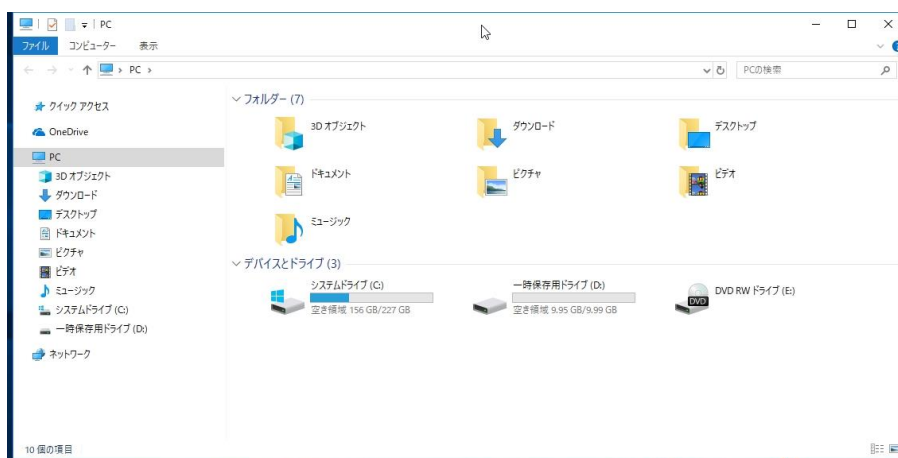 PC
ファイル コンピューター 表示
PC
PCの検索
クイック アクセス
OneDrive
PC
3D オブジェクト
ダウンロード
デスクトップ
ドキュメント
ピクチャ
ビデオ
ミュージック
システムドライブ (C:)
一時保存用ドライブ (D:)
ネットワーク
フォルダー (7)
3D オブジェクト
ダウンロード
デスクトップ
ドキュメント
ピクチャ
ビデオ
ミュージック
デバイスとドライブ (3)
システムドライブ (C:)
空き領域 156 GB/227 GB
一時保存用ドライブ (D:)
空き領域 9.95 GB/9.99 GB
DVD
DVD RW ドライブ (E:)
10 個の項目